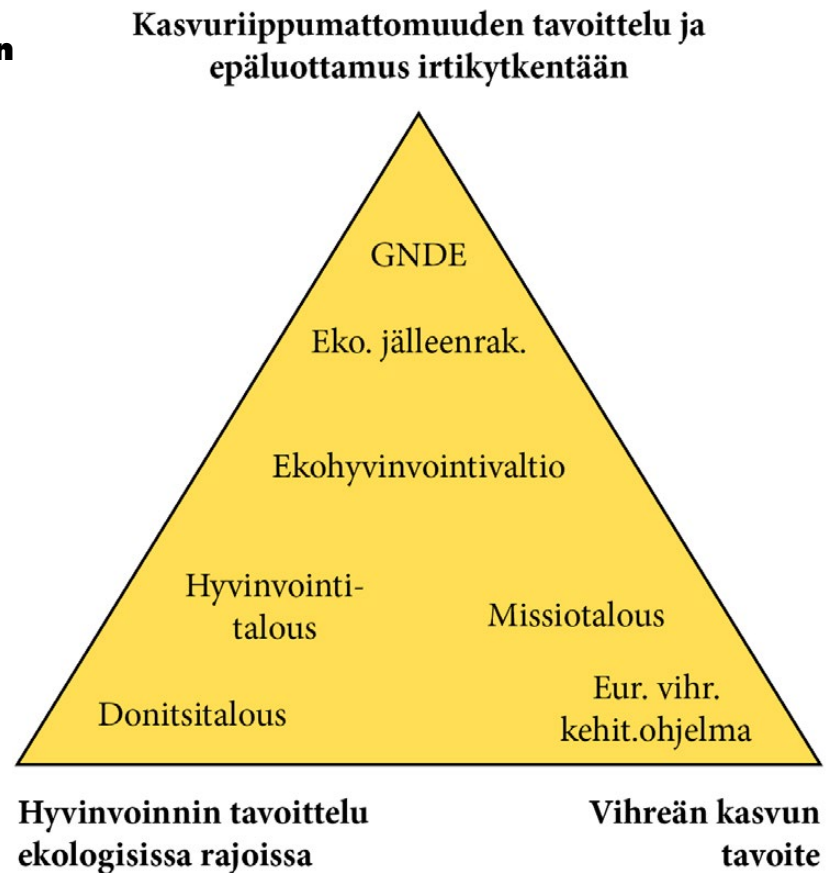 Kasvuriippumattomuuden tavoittelu ja
epäluottamus irtikytkentään
GNDE
Eko. jälleenrak.
Ekohyvinvointivaltio
Hyvinvointi-
talous
Missiotalous
Donitsitalous
Eur. vihr.
kehit.ohjelma
Hyvinvoinnin tavoittelu
ekologisissa rajoissa
Vihreän kasvun
tavoite